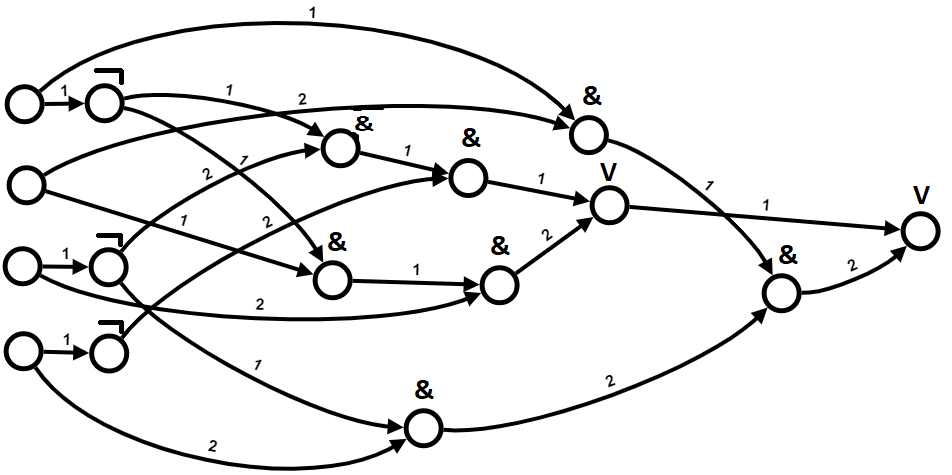 1
1 ¬ 1 2 & &
& 1 V
2 1 1 1 1 V
1 2 & & &
1 ¬ 1 2 2
2
1 ¬ 1 2
&
2